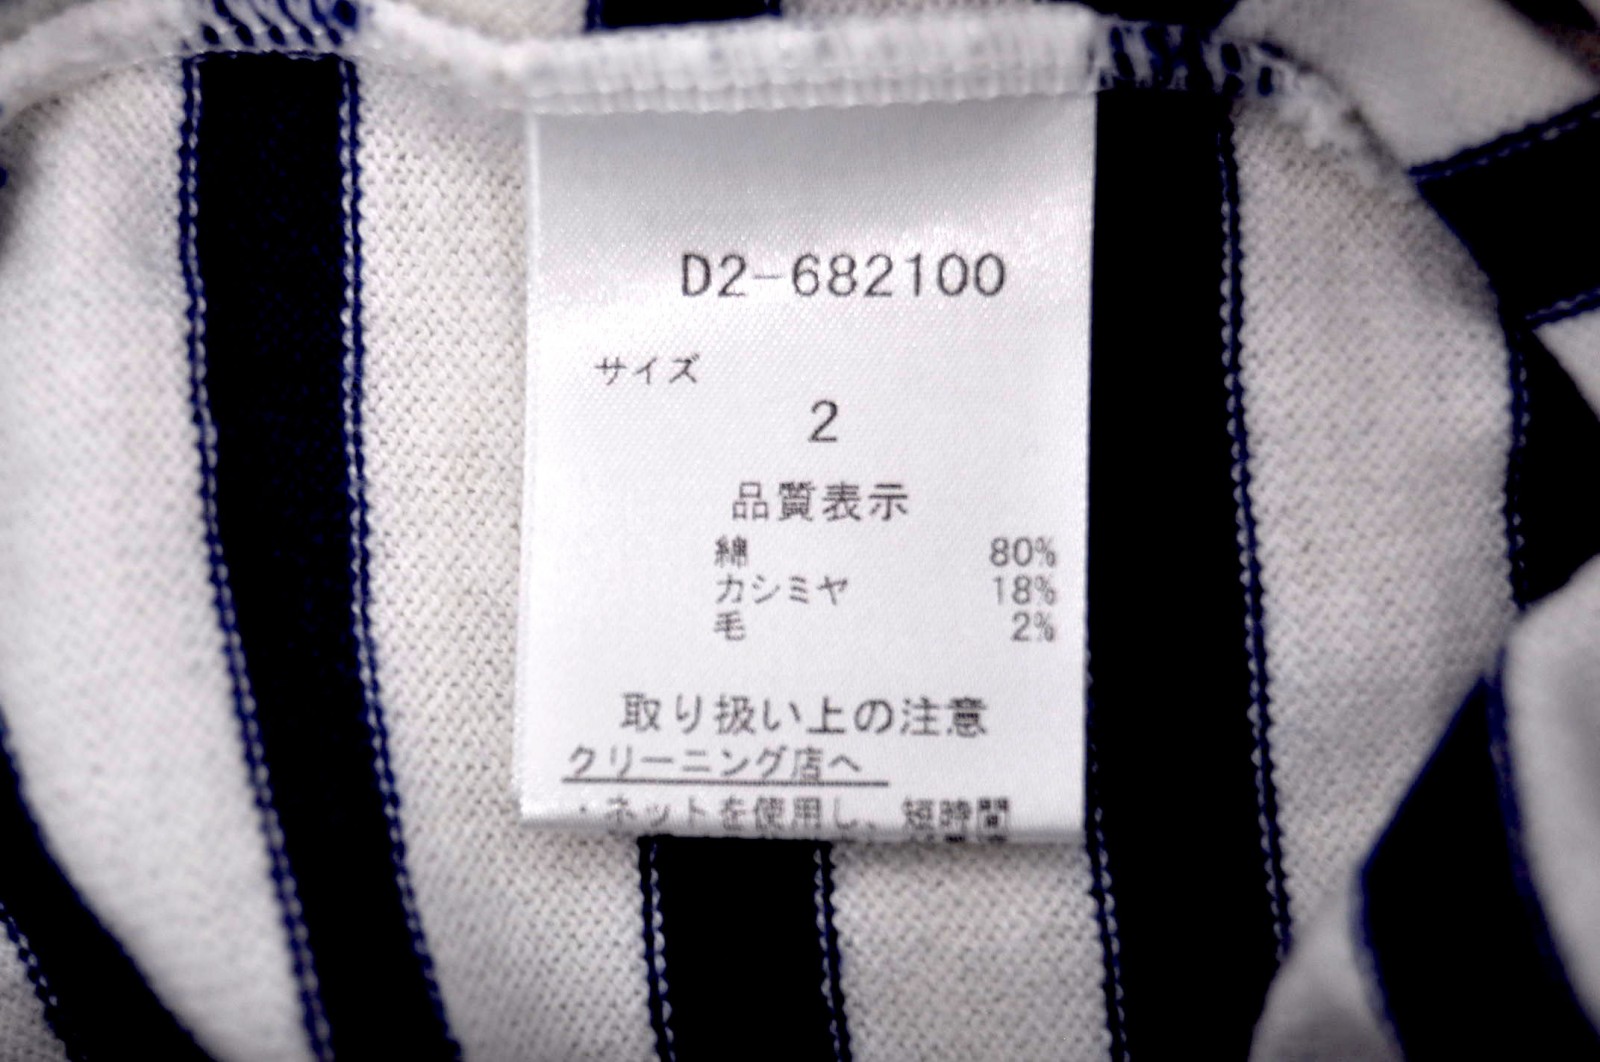 D2-682100
サイズ
2
品質表示
綿 80%
カシミヤ 18%
毛 2%
取り扱い上の注意
クリーニング店へ
・ネットを使用し、短時間